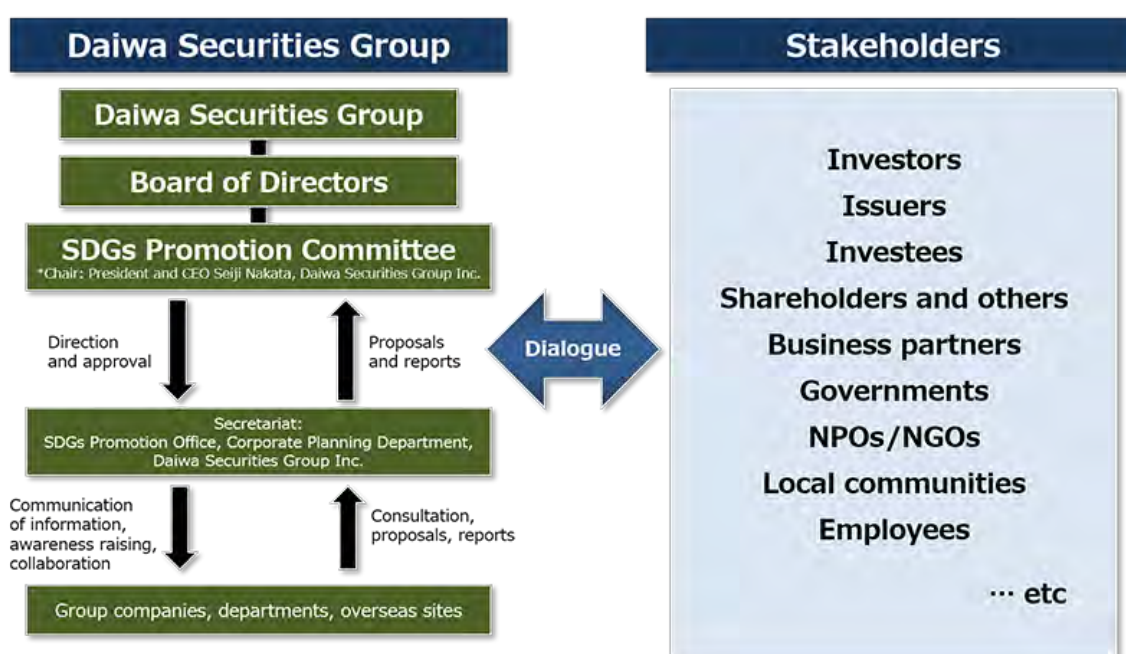 Daiwa Securities Group
Daiwa Securities Group
Board of Directors
SDGs Promotion Committee
*Chair: President and CEO Seiji Nakata, Daiwa Securities Group Inc.
Direction
and approval
Proposals
and reports
Secretariat:
SDGs Promotion Office, Corporate Planning Department,
Daiwa Securities Group Inc.
Communication
of information,
awareness raising,
collaboration
Consultation,
proposals, reports
Group companies, departments, overseas sites
Dialogue
Stakeholders
Investors
Issuers
Investees
Shareholders and others
Business partners
Governments
NPOs/NGOs
Local communities
Employees
··· etc